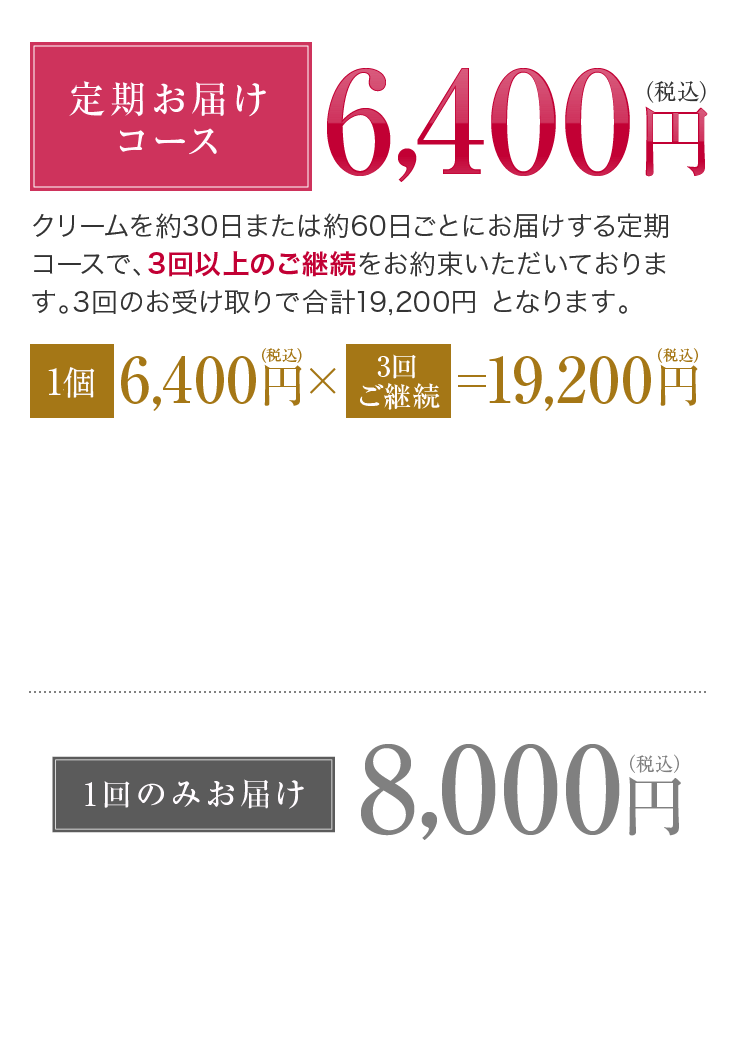 定期お届け
コース
6,400円(税込)
クリームを約30日または約60日ごとにお届けする定期
コースで、3回以上のご継続をお約束いただいておりま
す。3回のお受け取りで合計19,200円 となります。
1個 6,400円(税込)×3回ご継続=19,200円(税込)
1回のみお届け 8,000円(税込)